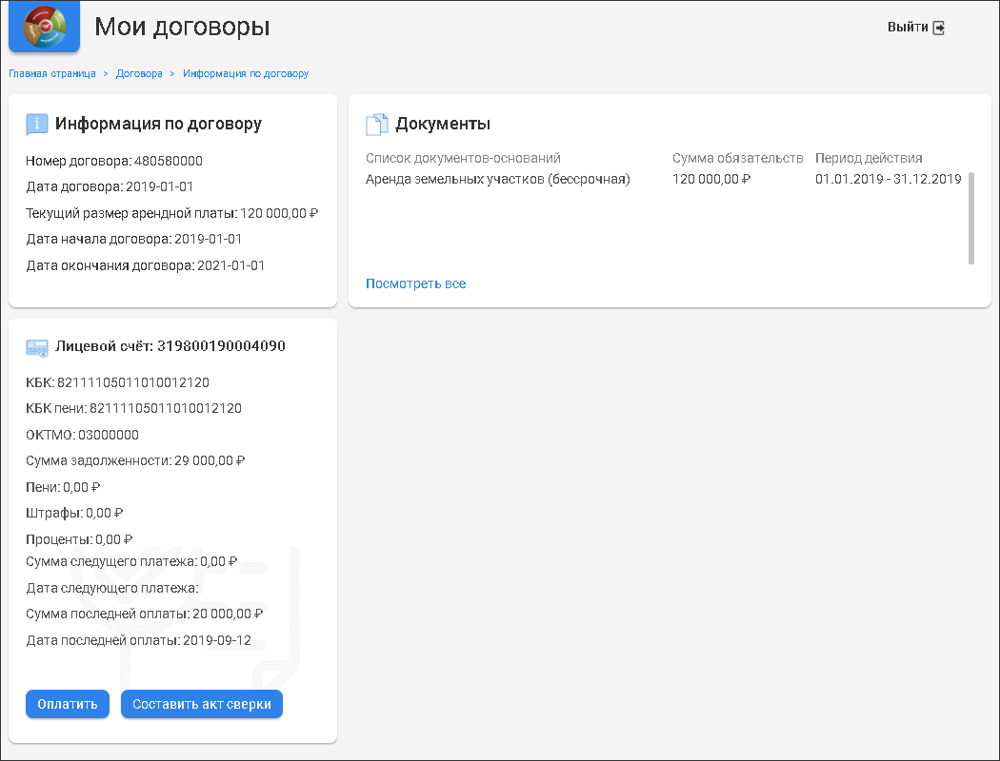 Мои договоры
Выйти
Главная страница > Договора > Информация по договору
Информация по договору
Номер договора: 480580000
Дата договора: 2019-01-01
Текущий размер арендной платы: 120 000,00 ₽
Дата начала договора: 2019-01-01
Дата окончания договора: 2021-01-01
Документы
Список документов-оснований Сумма обязательств Период действия
Аренда земельных участков (бессрочная) 120 000,00 ₽ 01.01.2019 - 31.12.2019
Посмотреть все
Лицевой счёт: 319800190004090
КБК: 82111105011010012120
КБК пени: 82111105011010012120
ОКТМО: 03000000
Сумма задолженности: 29 000,00 ₽
Пени: 0,00 ₽
Штрафы: 0,00 ₽
Проценты: 0,00 ₽
Сумма следущего платежа: 0,00 ₽
Дата следующего платежа:
Сумма последней оплаты: 20 000,00 ₽
Дата последней оплаты: 2019-09-12
Оплатить Составить акт сверки